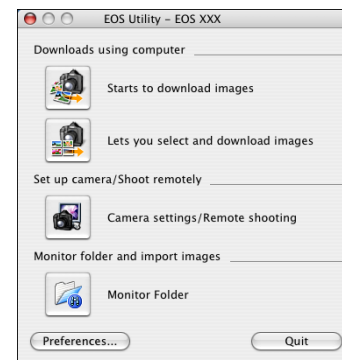 EOS Utility – EOS XXX
Downloads using computer
Starts to download images
Lets you select and download images
Set up camera/Shoot remotely
Camera settings/Remote shooting
Monitor folder and import images
Monitor Folder
Preferences... Quit